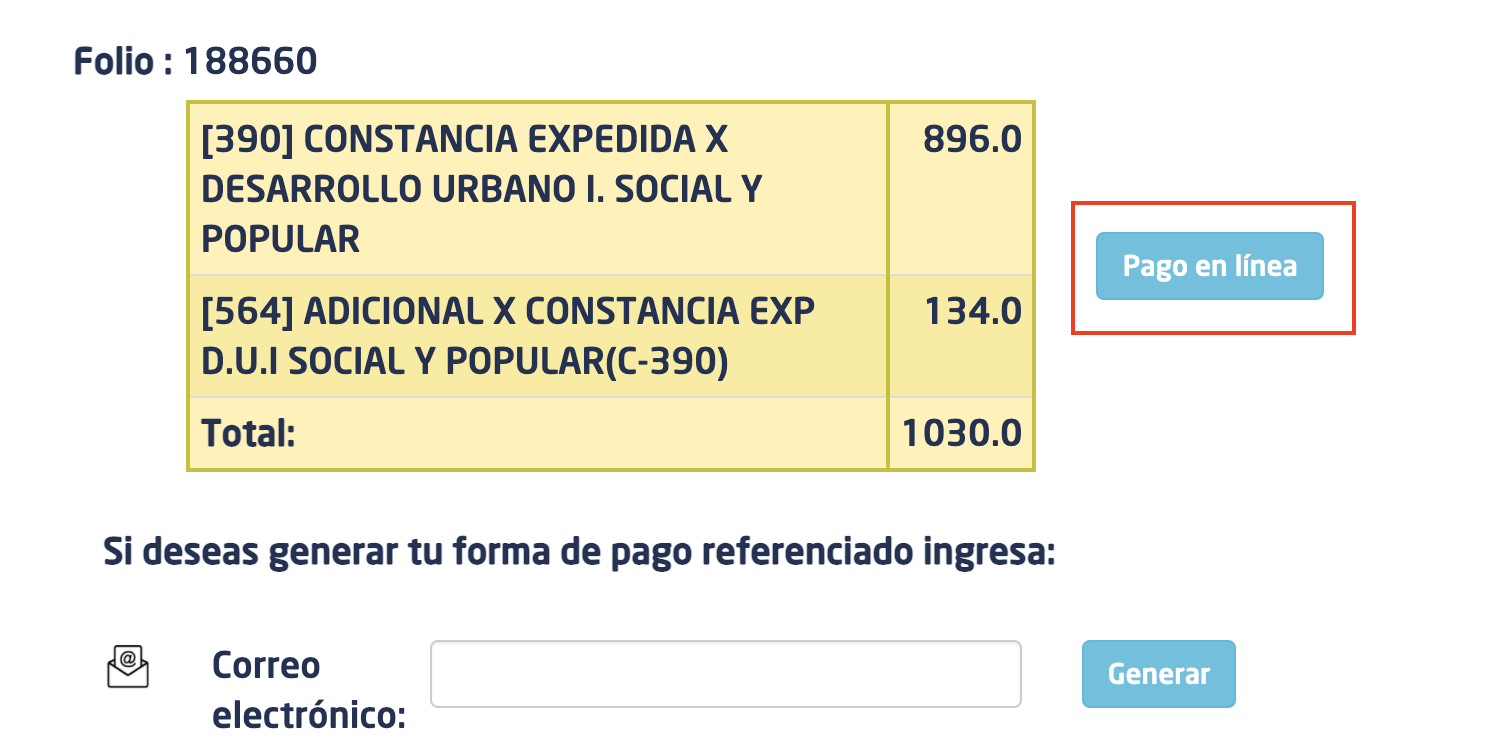 Folio : 188660
[390] CONSTANCIA EXPEDIDA X 896.0
DESARROLLO URBANO I. SOCIAL Y
POPULAR
Pago en línea
[564] ADICIONAL X CONSTANCIA EXP 134.0
D.U.I SOCIAL Y POPULAR(C-390)
Total: 1030.0
Si deseas generar tu forma de pago referenciado ingresa:
@
Correo
electrónico:
Generar